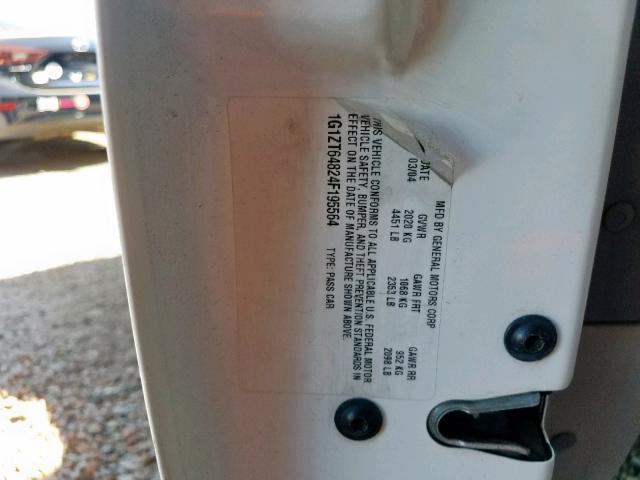 MFD BY GENERAL MOTORS CORP
DATE GVWR GAWR FRT GAWR RR
03/04 2020 KG 1068 KG 952 KG
4451 LB 2353 LB 2098 LB
THIS VEHICLE CONFORMS TO ALL APPLICABLE U.S. FEDERAL MOTOR
VEHICLE SAFETY, BUMPER, AND THEFT PREVENTION STANDARDS IN
EFFECT ON THE DATE OF MANUFACTURE SHOWN ABOVE.
1G1ZT64824F195564 TYPE: PASS CAR